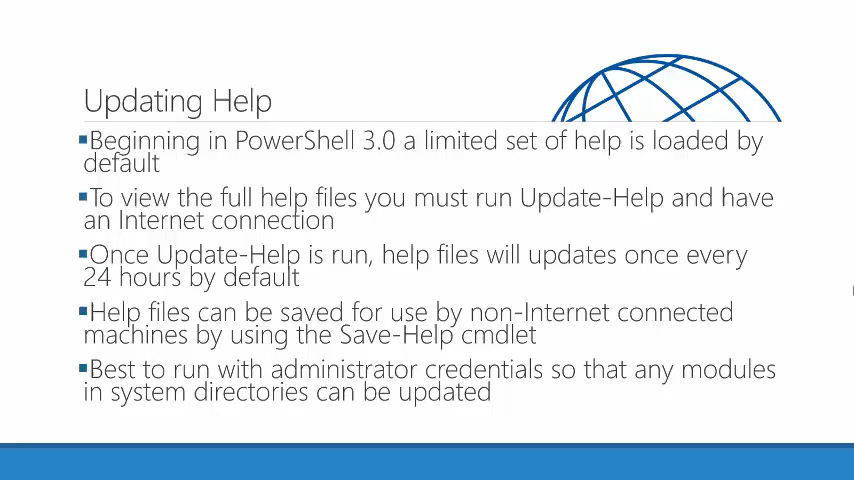 Updating Help
▪Beginning in PowerShell 3.0 a limited set of help is loaded by
default
▪To view the full help files you must run Update-Help and have
an Internet connection
▪Once Update-Help is run, help files will updates once every
24 hours by default
▪Help files can be saved for use by non-Internet connected
machines by using the Save-Help cmdlet
▪Best to run with administrator credentials so that any modules
in system directories can be updated